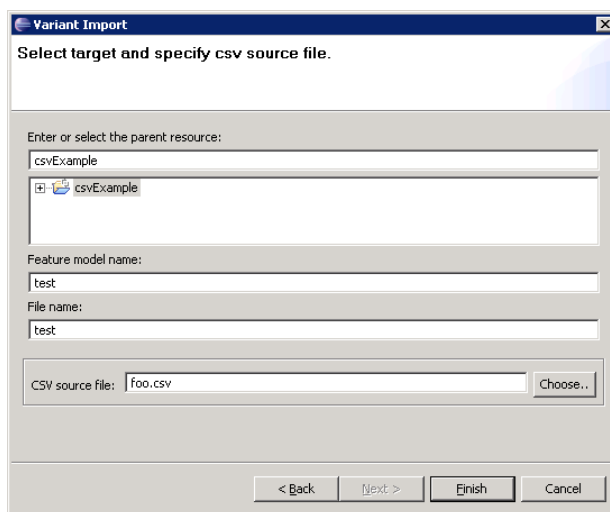 Variant Import
Select target and specify csv source file.
Enter or select the parent resource:
csvExample
csvExample
Feature model name:
test
File name:
test
CSV source file: foo.csv Choose..
< Back Next > Finish Cancel